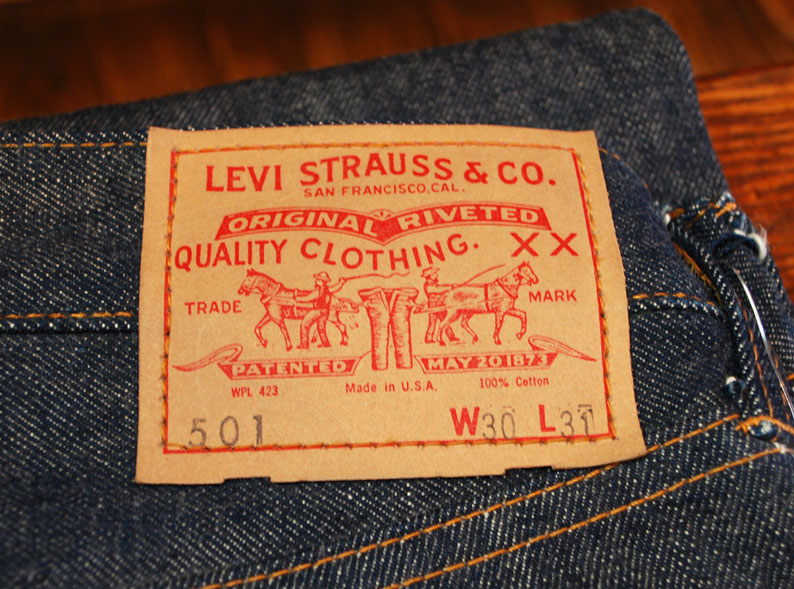 LEVI STRAUSS & CO.
SAN FRANCISCO, CAL.
ORIGINAL RIVETED
QUALITY CLOTHING. XX
TRADE MARK
PATENTED MAY 20 1873
WPL 423 Made in U.S.A. 100% Cotton
501 W30 L31